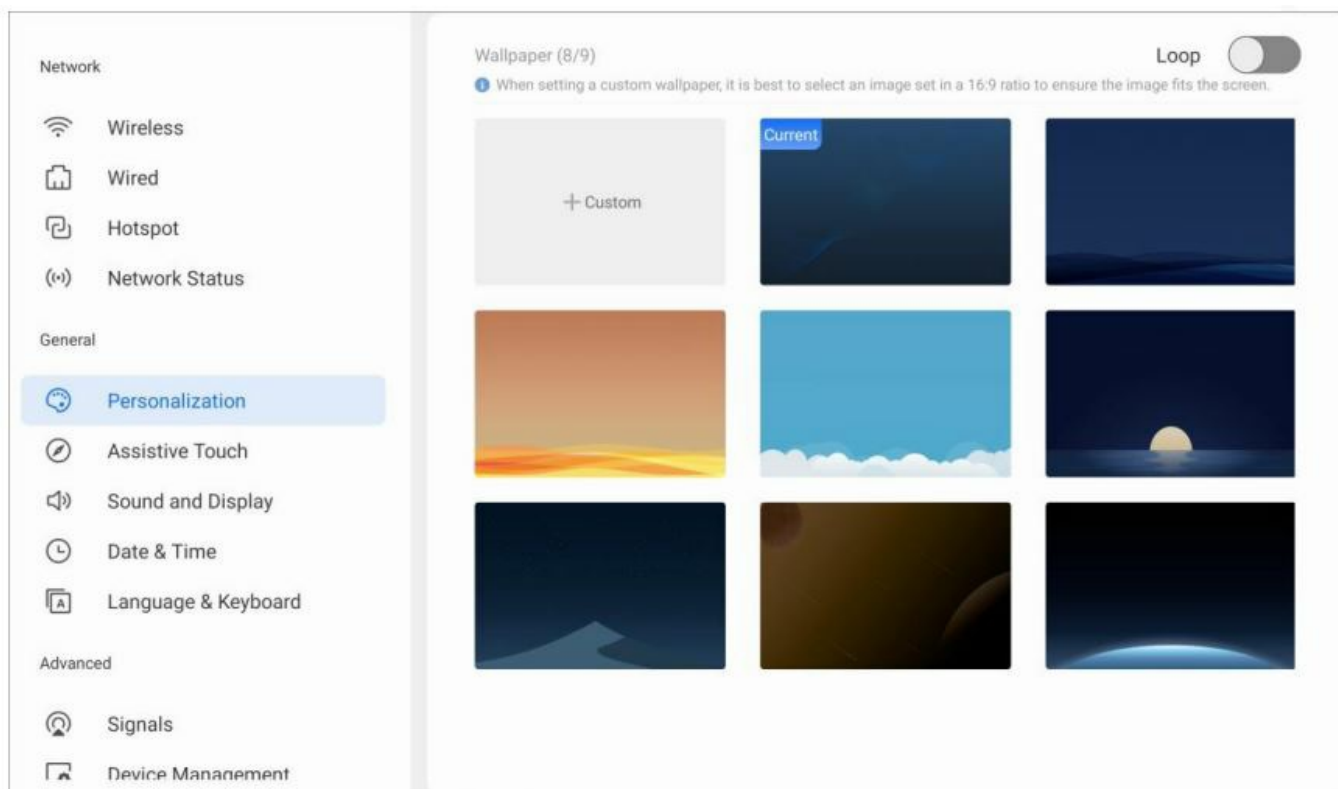 Network
Wireless
Wired
Hotspot
Network Status
General
Personalization
Assistive Touch
Sound and Display
Date & Time
Language & Keyboard
Advanced
Signals
Device Management
Wallpaper (8/9)
Loop
When setting a custom wallpaper, it is best to select an image set in a 16:9 ratio to ensure the image fits the screen.
+ Custom
Current